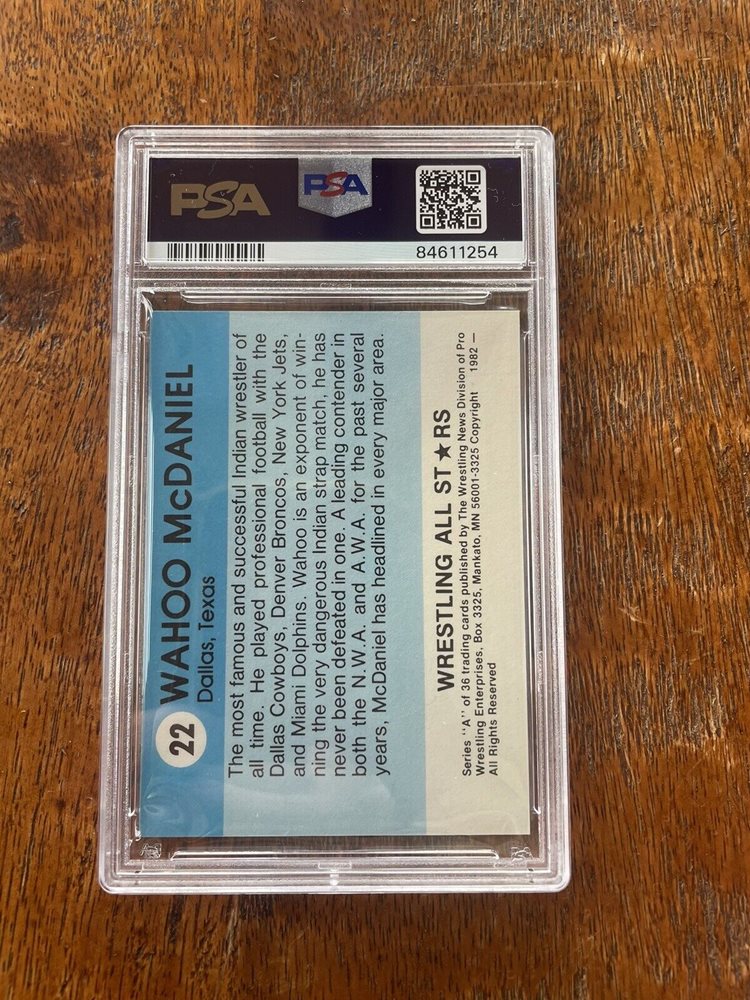 PSA
PSA
84611254
22
WAHOO McDANIEL
Dallas, Texas
The most famous and successful Indian wrestler of
all time. He played professional football with the
Dallas Cowboys, Denver Broncos, New York Jets,
and Miami Dolphins. Wahoo is an exponent of win-
ning the very dangerous Indian strap match, he has
never been defeated in one. A leading contender in
both the N.W.A. and A.W.A. for the past several
years, McDaniel has headlined in every major area.
WRESTLING ALL ST★RS
Series "A" of 36 trading cards published by The Wrestling News Division of Pro
Wrestling Enterprises, Box 3325, Mankato, MN 56001-3325 Copyright 1982 —
All Rights Reserved